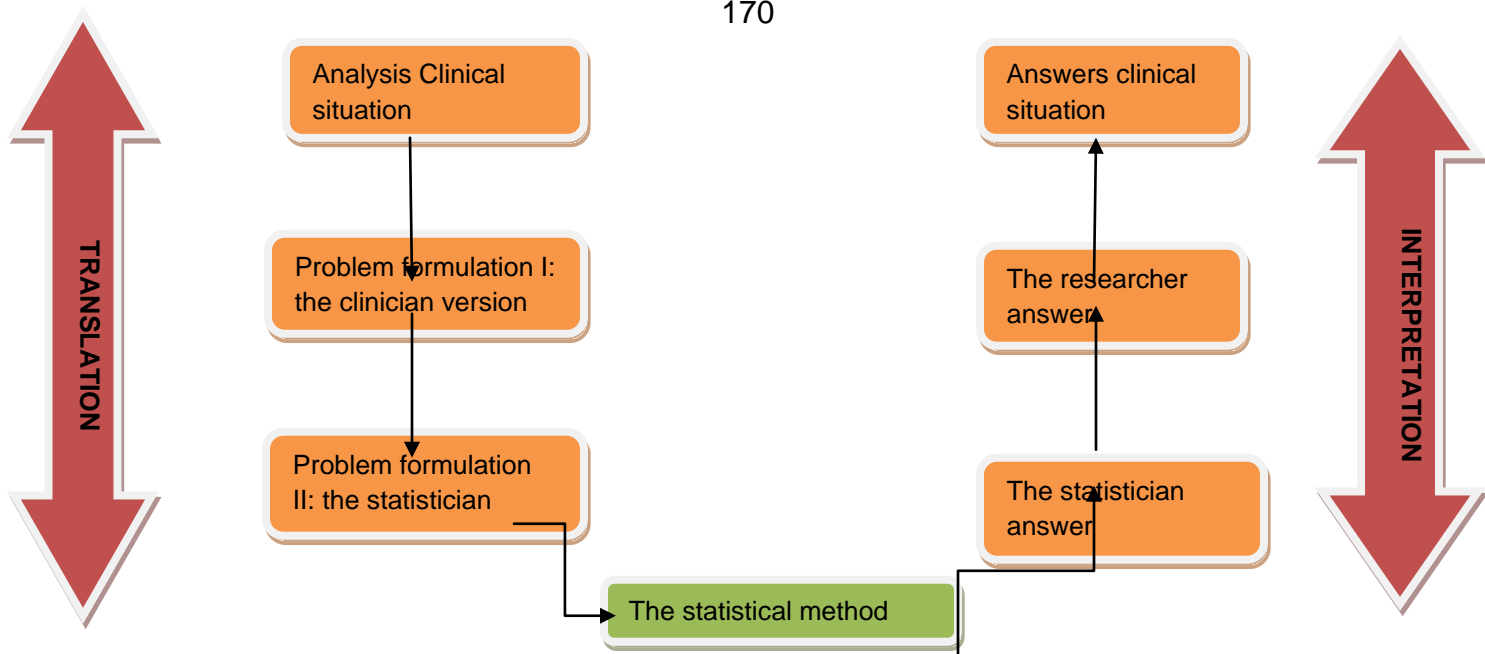 170
TRANSLATION
Analysis Clinical
situation
Problem formulation I:
the clinician version
Problem formulation
II: the statistician
The statistical method
Answers clinical
situation
The researcher
answer
The statistician
answer
INTERPRETATION